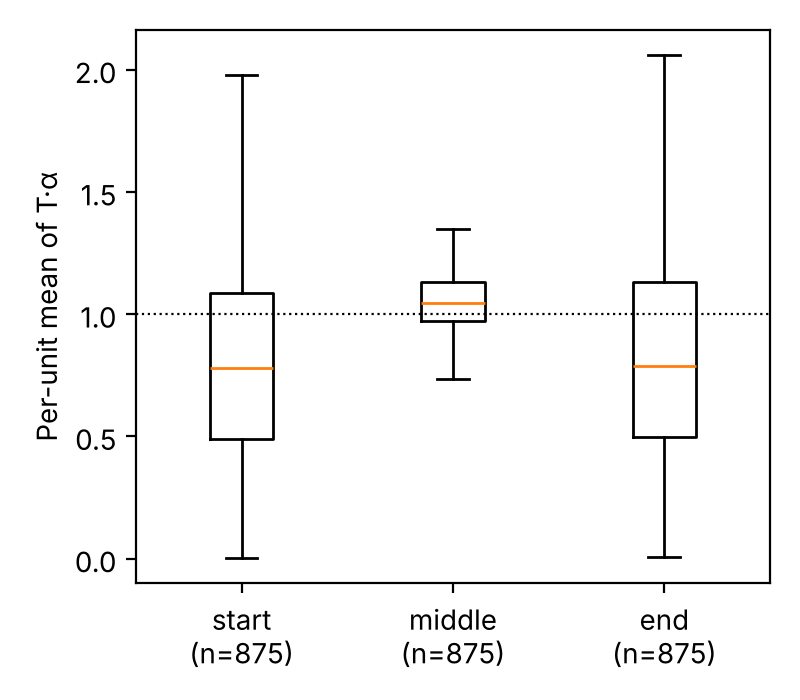 Per-unit mean of T·α
2.0
1.5
1.0
0.5
0.0
start
(n=875)
middle
(n=875)
end
(n=875)